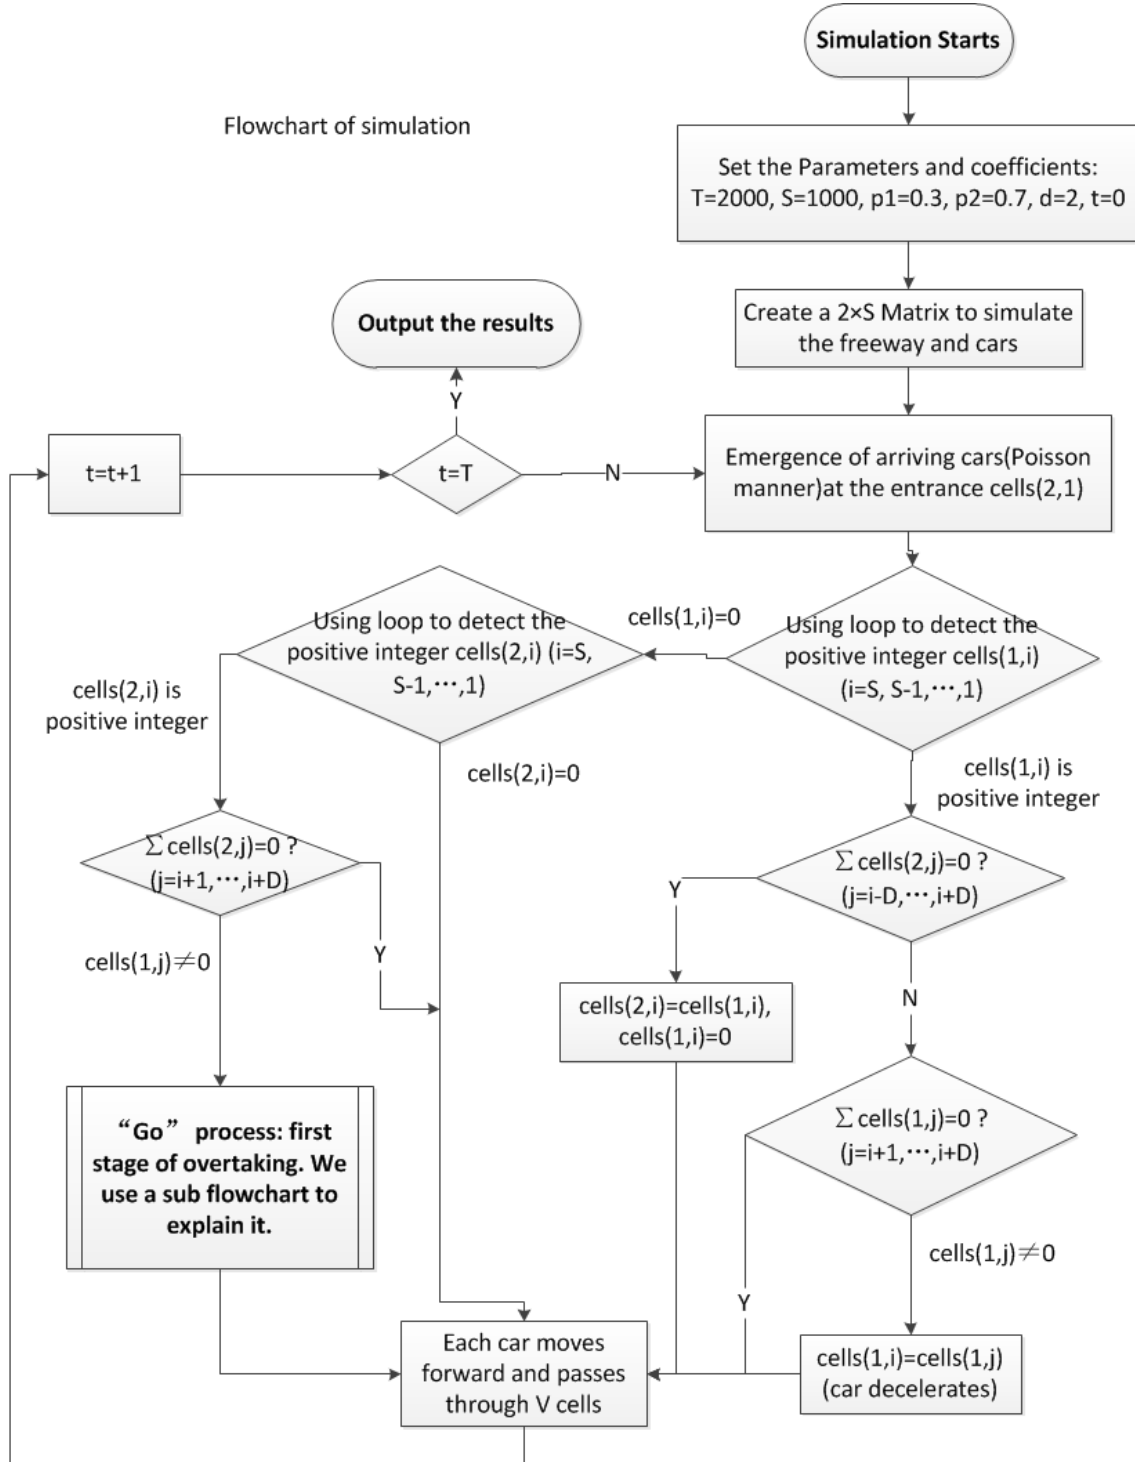 Simulation Starts
Flowchart of simulation
Set the Parameters and coefficients:
T=2000, S=1000, p1=0.3, p2=0.7, d=2, t=0
Create a 2×S Matrix to simulate
the freeway and cars
Output the results
Y
t=t+1
t=T
N
Emergence of arriving cars(Poisson
manner)at the entrance cells(2,1)
Using loop to detect the
positive integer cells(1,i)
(i=S, S-1,⋯,1)
cells(1,i)=0
Using loop to detect the
positive integer cells(2,i) (i=S,
S-1,⋯,1)
cells(2,i) is
positive integer
cells(2,i)=0
cells(1,i) is
positive integer
∑cells(2,j)=0 ?
(j=i+1,⋯,i+D)
Y
cells(1,j)≠0
∑cells(2,j)=0 ?
(j=i-D,⋯,i+D)
Y
N
cells(2,i)=cells(1,i),
cells(1,i)=0
∑cells(1,j)=0 ?
(j=i+1,⋯,i+D)
Y
cells(1,j)≠0
“Go” process: first
stage of overtaking. We
use a sub flowchart to
explain it.
Each car moves
forward and passes
through V cells
cells(1,i)=cells(1,j)
(car decelerates)